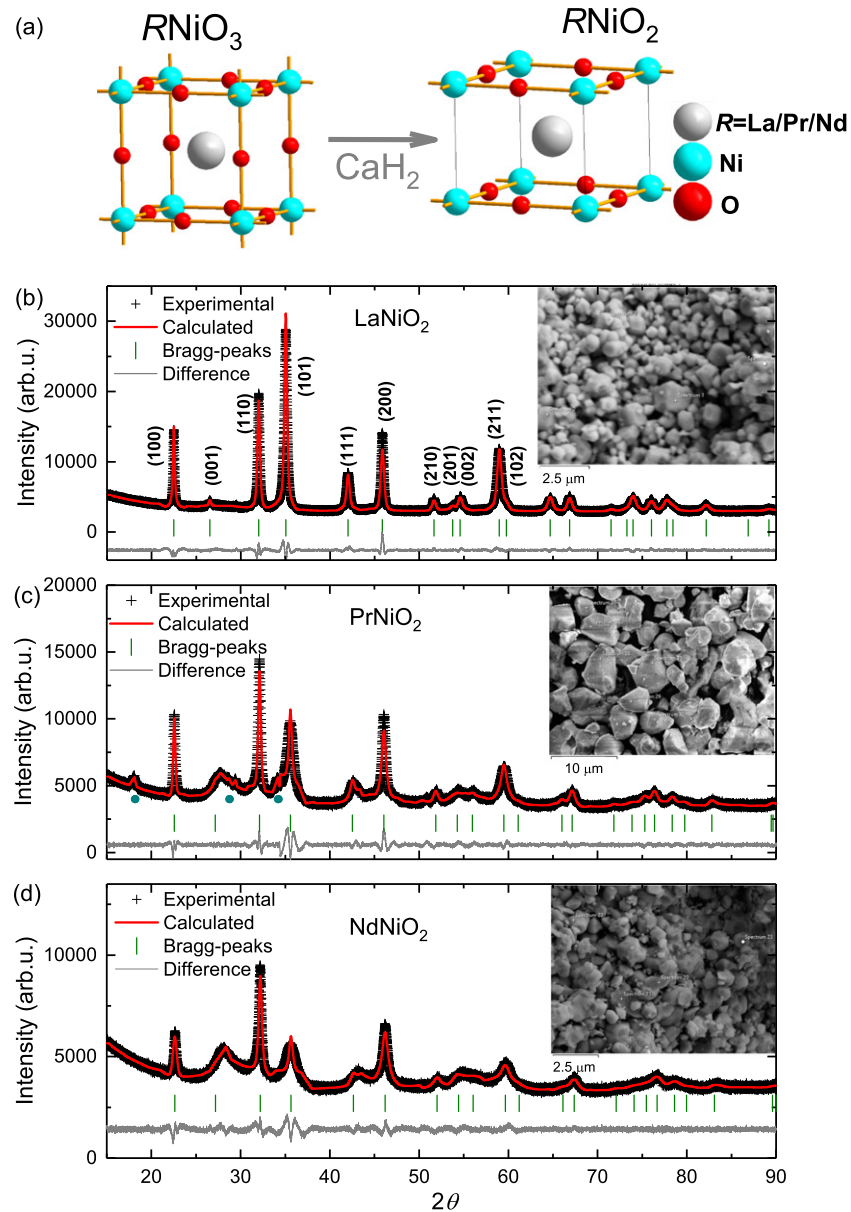 (a)
RNiO3
RNiO2
CaH2
R=La/Pr/Nd
Ni
O
(b)
Experimental
Calculated
Bragg-peaks
Difference
LaNiO2
30000
20000
10000
0
Intensity (arb.u.)
(100)
(001)
(110)
(101)
(111)
(200)
(210)
(201)
(002)
(211)
(102)
2.5 μm
(c)
Experimental
Calculated
Bragg-peaks
Difference
PrNiO2
20000
15000
10000
5000
0
Intensity (arb.u.)
10 μm
(d)
Experimental
Calculated
Bragg-peaks
Difference
NdNiO2
10000
5000
0
Intensity (arb.u.)
Spectrum 23
2.5 μm
20 30 40 50 60 70 80 90
2θ